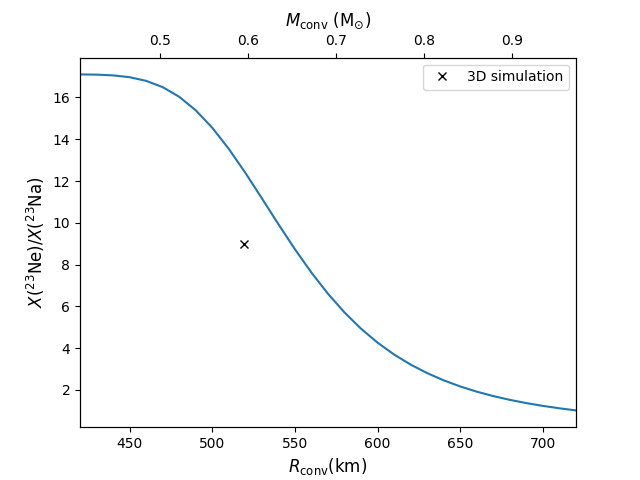 M_conv (M_⊙)
0.5 0.6 0.7 0.8 0.9
3D simulation
X(²³Ne)/X(²³Na)
16
14
12
10
8
6
4
2
450 500 550 600 650 700
R_conv(km)